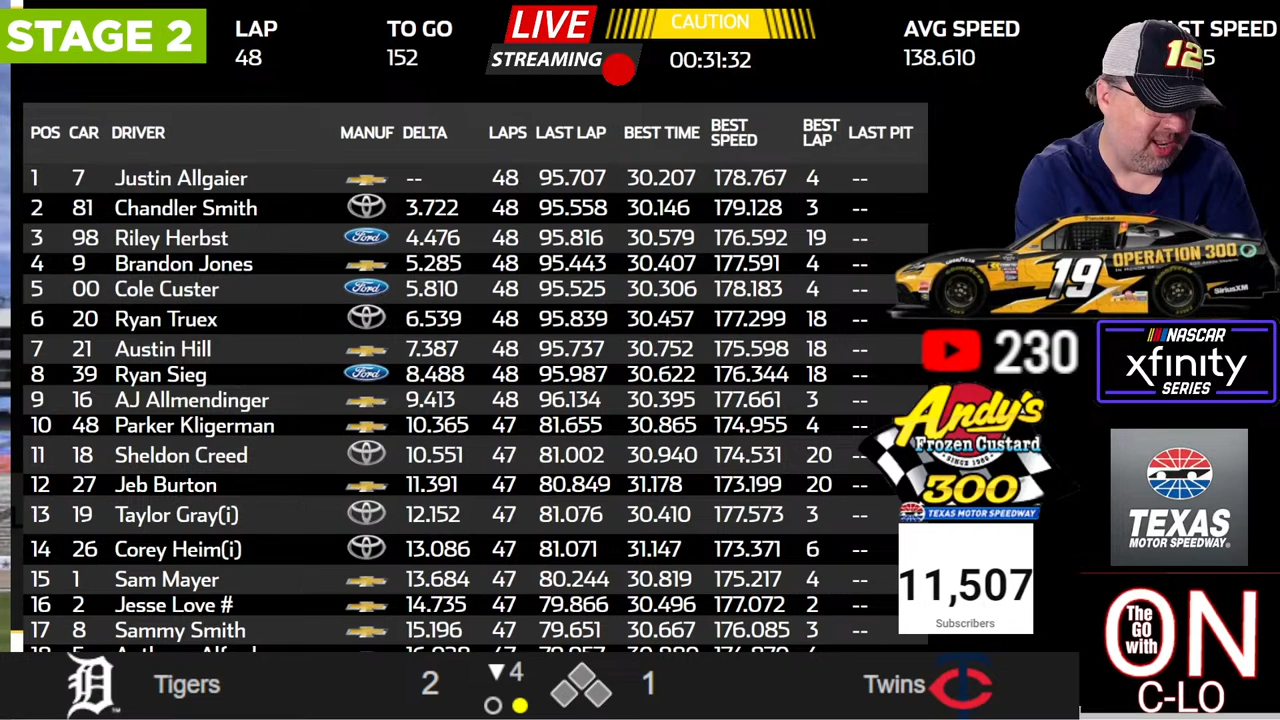 STAGE 2
LAP
48
TO GO
152
LIVE
STREAMING
CAUTION
00:31:32
AVG SPEED
138.610
12
POS CAR DRIVER MANUF DELTA LAPS LAST LAP BEST TIME BEST SPEED BEST LAP LAST PIT
1 7 Justin Allgaier -- 48 95.707 30.207 178.767 4 --
2 81 Chandler Smith 3.722 48 95.558 30.146 179.128 3 --
3 98 Riley Herbst Ford 4.476 48 95.816 30.579 176.592 19 --
4 9 Brandon Jones 5.285 48 95.443 30.407 177.591 4 --
5 00 Cole Custer Ford 5.810 48 95.525 30.306 178.183 4 --
6 20 Ryan Truex 6.539 48 95.839 30.457 177.299 18 --
7 21 Austin Hill 7.387 48 95.737 30.752 175.598 18 --
8 39 Ryan Sieg Ford 8.488 48 95.987 30.622 176.344 18 --
9 16 AJ Allmendinger 9.413 48 96.134 30.395 177.661 3 --
10 48 Parker Kligerman 10.365 47 81.655 30.865 174.955 4 --
11 18 Sheldon Creed 10.551 47 81.002 30.940 174.531 20 --
12 27 Jeb Burton 11.391 47 80.849 31.178 173.199 20 --
13 19 Taylor Gray(i) 12.152 47 81.076 30.410 177.573 3 --
14 26 Corey Heim(i) 13.086 47 81.071 31.147 173.371 6 --
15 1 Sam Mayer 13.684 47 80.244 30.819 175.217 4 --
16 2 Jesse Love # 14.735 47 79.866 30.496 177.072 2 --
17 8 Sammy Smith 15.196 47 79.651 30.667 176.085 3 --
19
OPERATION 300
SiriusXM
230
NASCAR
xfinity
SERIES
Andy's
Frozen Custard
SINCE 1986
300
TEXAS MOTOR SPEEDWAY
TEXAS
MOTOR SPEEDWAY
11,507
Subscribers
The
GO
with
ON
C-LO
Tigers 2 ▼4 1 Twins